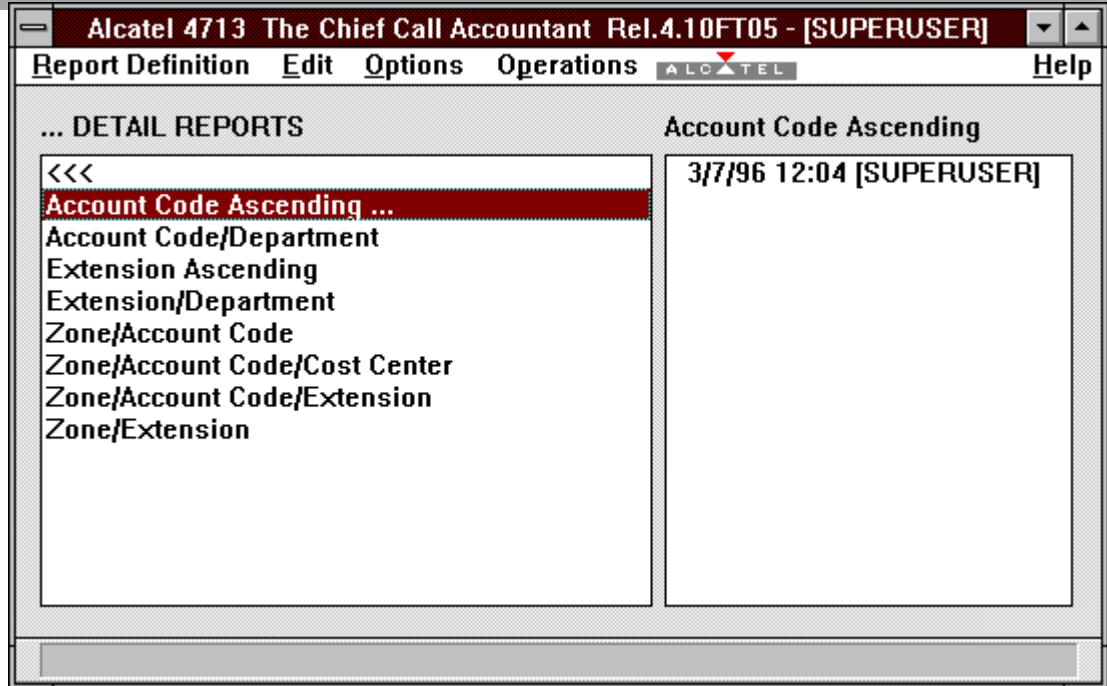 Alcatel 4713 The Chief Call Accountant Rel.4.10FT05 - [SUPERUSER]
Report Definition Edit Options Operations ALCATEL Help
... DETAIL REPORTS
<<<
Account Code Ascending ...
Account Code/Department
Extension Ascending
Extension/Department
Zone/Account Code
Zone/Account Code/Cost Center
Zone/Account Code/Extension
Zone/Extension
Account Code Ascending
3/7/96 12:04 [SUPERUSER]